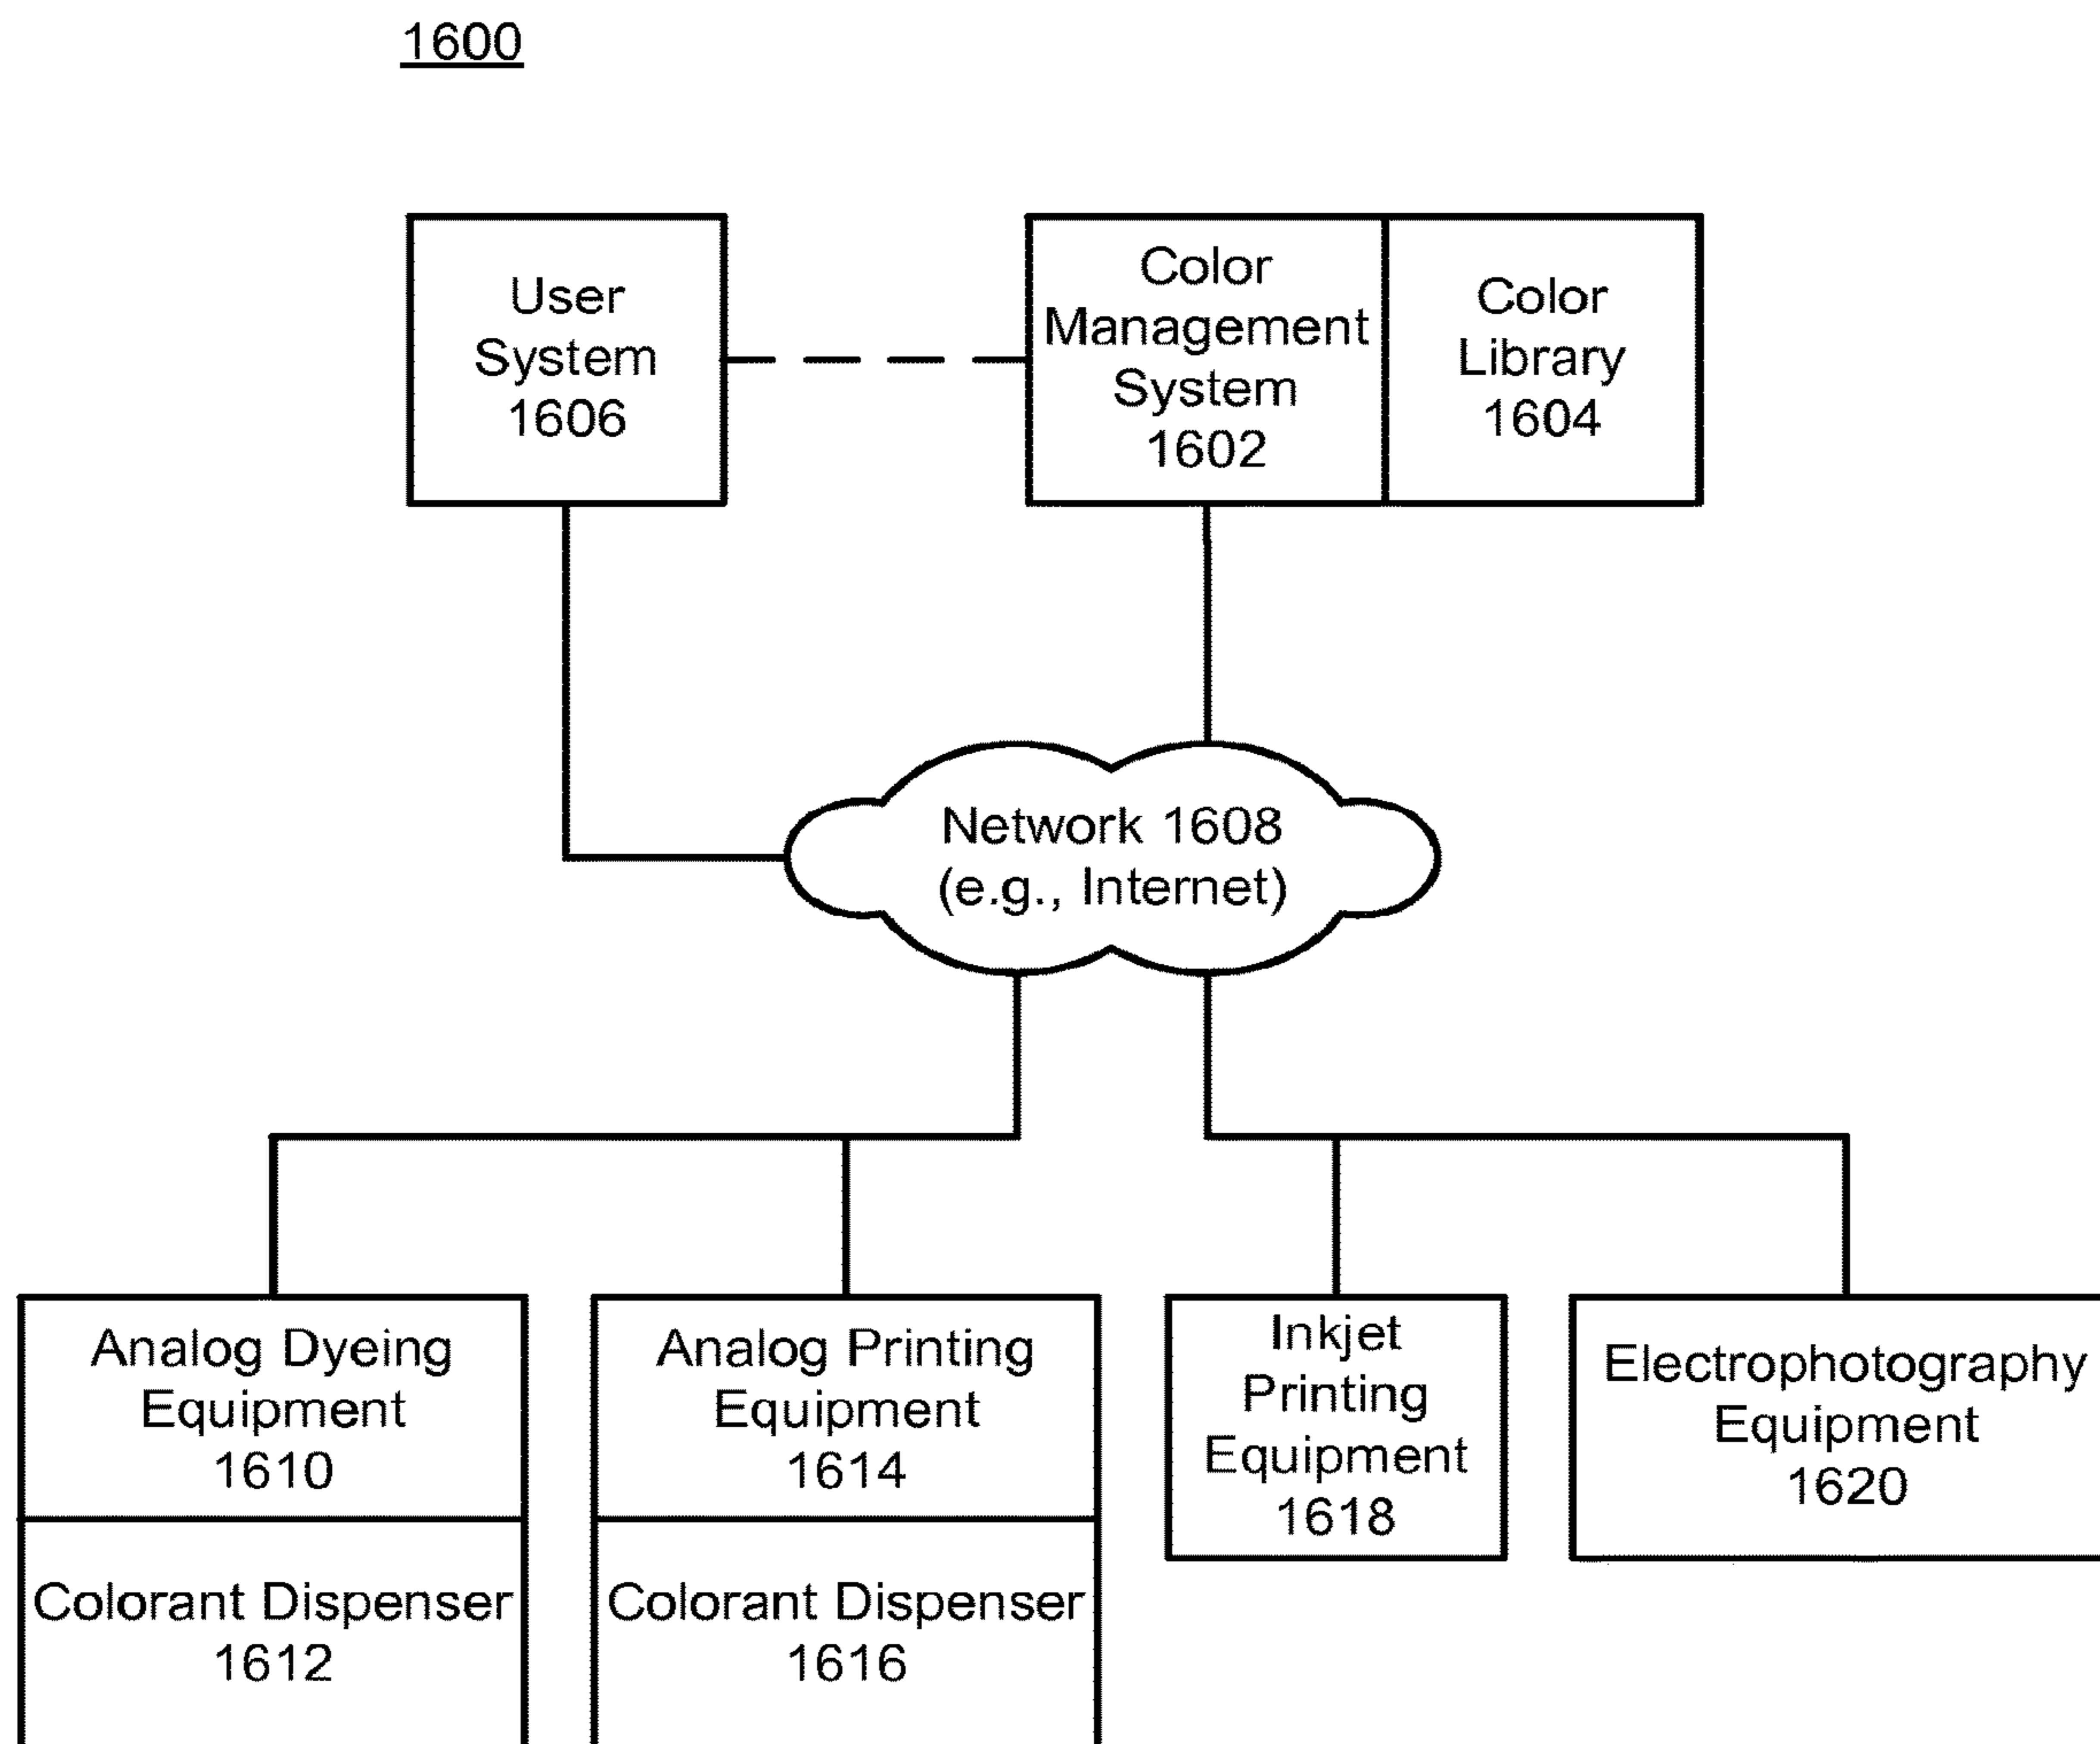 1600
User
System
1606
Color
Management
System
1602
Color
Library
1604
Network 1608
(e.g., Internet)
Analog Dyeing
Equipment
1610
Colorant Dispenser
1612
Analog Printing
Equipment
1614
Colorant Dispenser
1616
Inkjet
Printing
Equipment
1618
Electrophotography
Equipment
1620